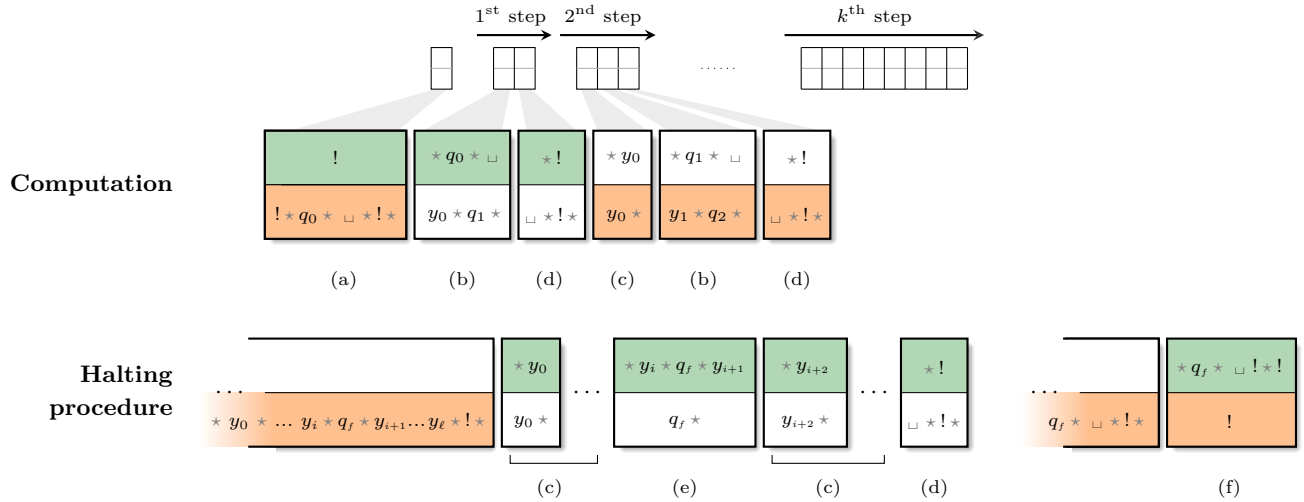 1st step 2nd step kth step
......
! ⋆ q0 ⋆ ␣ ⋆ ! ⋆ y0 ⋆ q1 ⋆ ␣ ⋆ !
Computation
! ⋆ q0 ⋆ ␣ ⋆ ! ⋆ y0 ⋆ q1 ⋆ ␣ ⋆ ! ⋆ y0 ⋆ y1 ⋆ q2 ⋆ ␣ ⋆ ! ⋆
(a) (b) (d) (c) (b) (d)
⋆ y0 ⋆ yi ⋆ qf ⋆ yi+1 ⋆ yi+2 ⋆ ! ⋆ qf ⋆ ␣ ! ⋆ !
Halting
... ... ... ...
procedure
⋆ y0 ⋆ ... yi ⋆ qf ⋆ yi+1 ... yℓ ⋆ ! ⋆ y0 ⋆ qf ⋆ yi+2 ⋆ ␣ ⋆ ! ⋆ qf ⋆ ␣ ⋆ ! ⋆ !
(c) (e) (c) (d) (f)